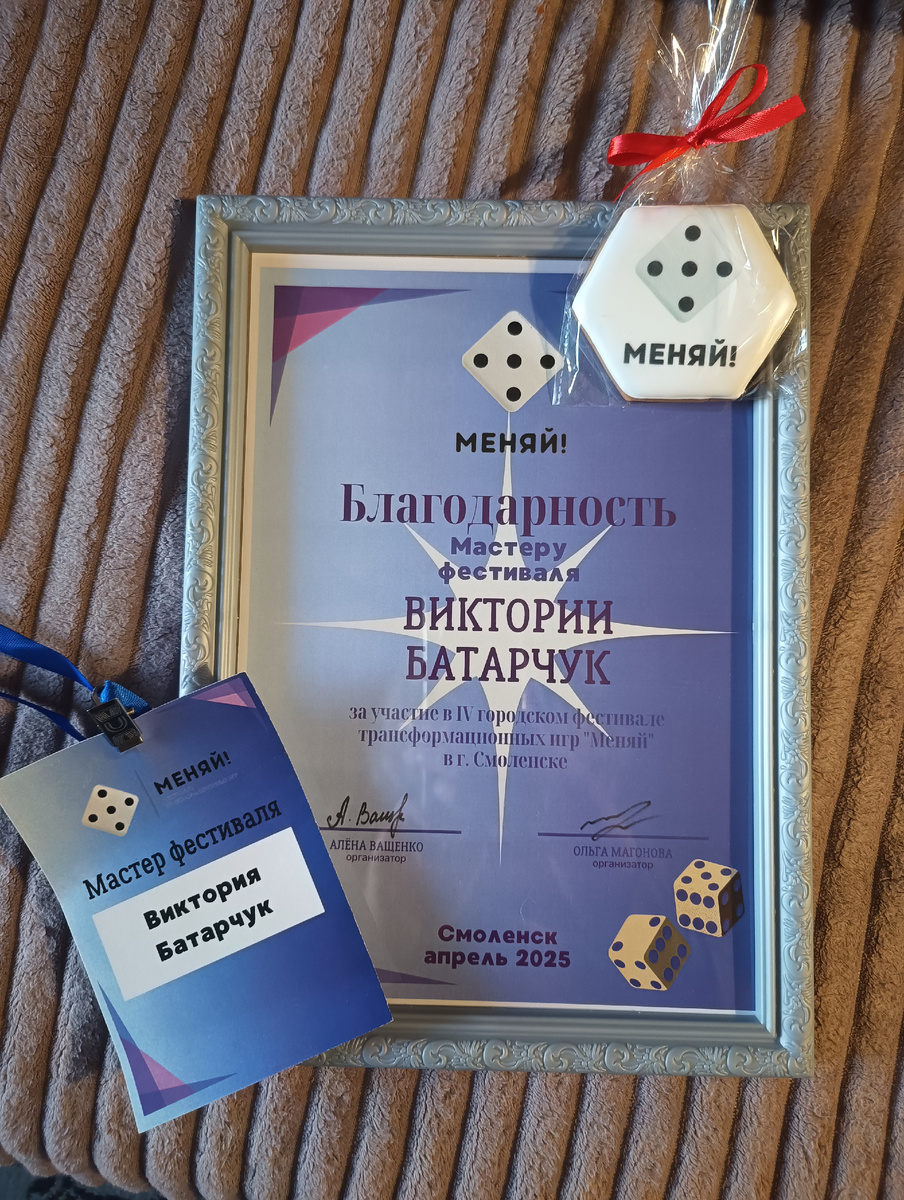 МЕНЯЙ!
МЕНЯЙ!
Благодарность
Мастеру
фестиваля
ВИКТОРИИ
БАТАРЧУК
за участие в IV городском фестивале
трансформационных игр "Меняй"
в г. Смоленске
А. Ващ
АЛЁНА ВАЩЕНКО
организатор
ОЛЬГА МАГОНОВА
организатор
Смоленск
апрель 2025
МЕНЯЙ!
Мастер фестиваля
Виктория
Батарчук